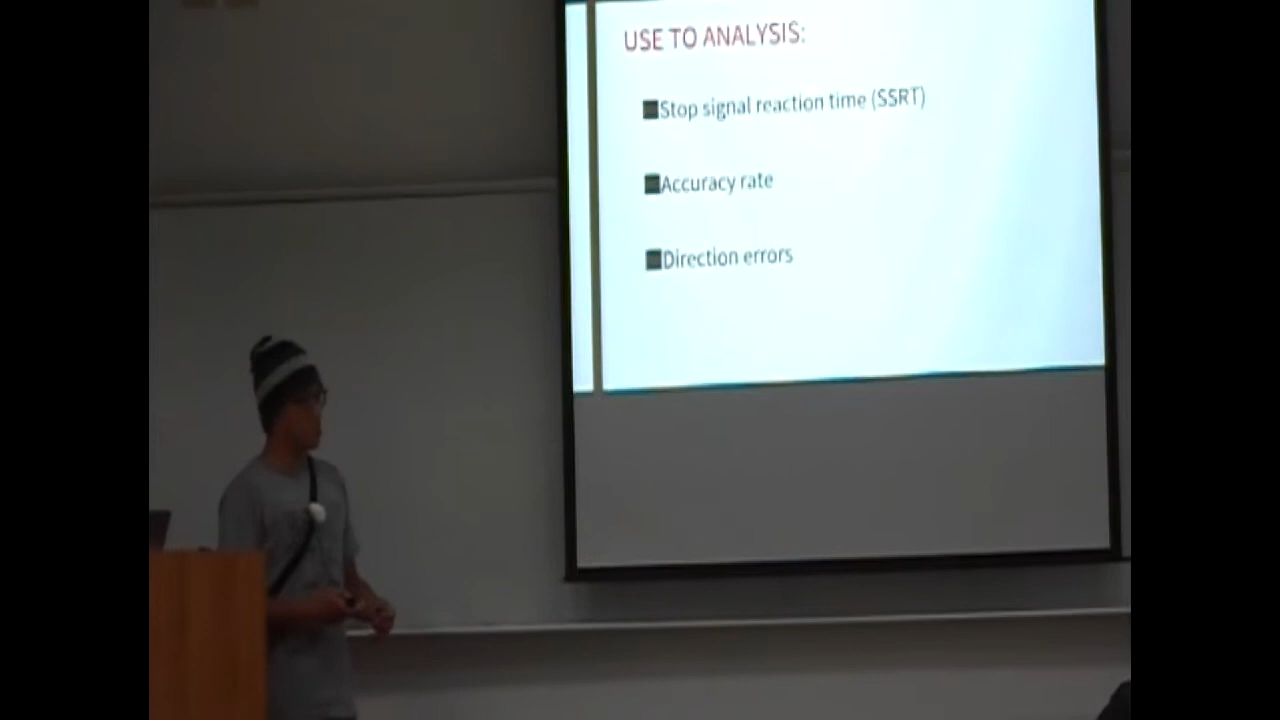 USE TO ANALYSIS:
Stop signal reaction time (SSRT)
Accuracy rate
Direction errors